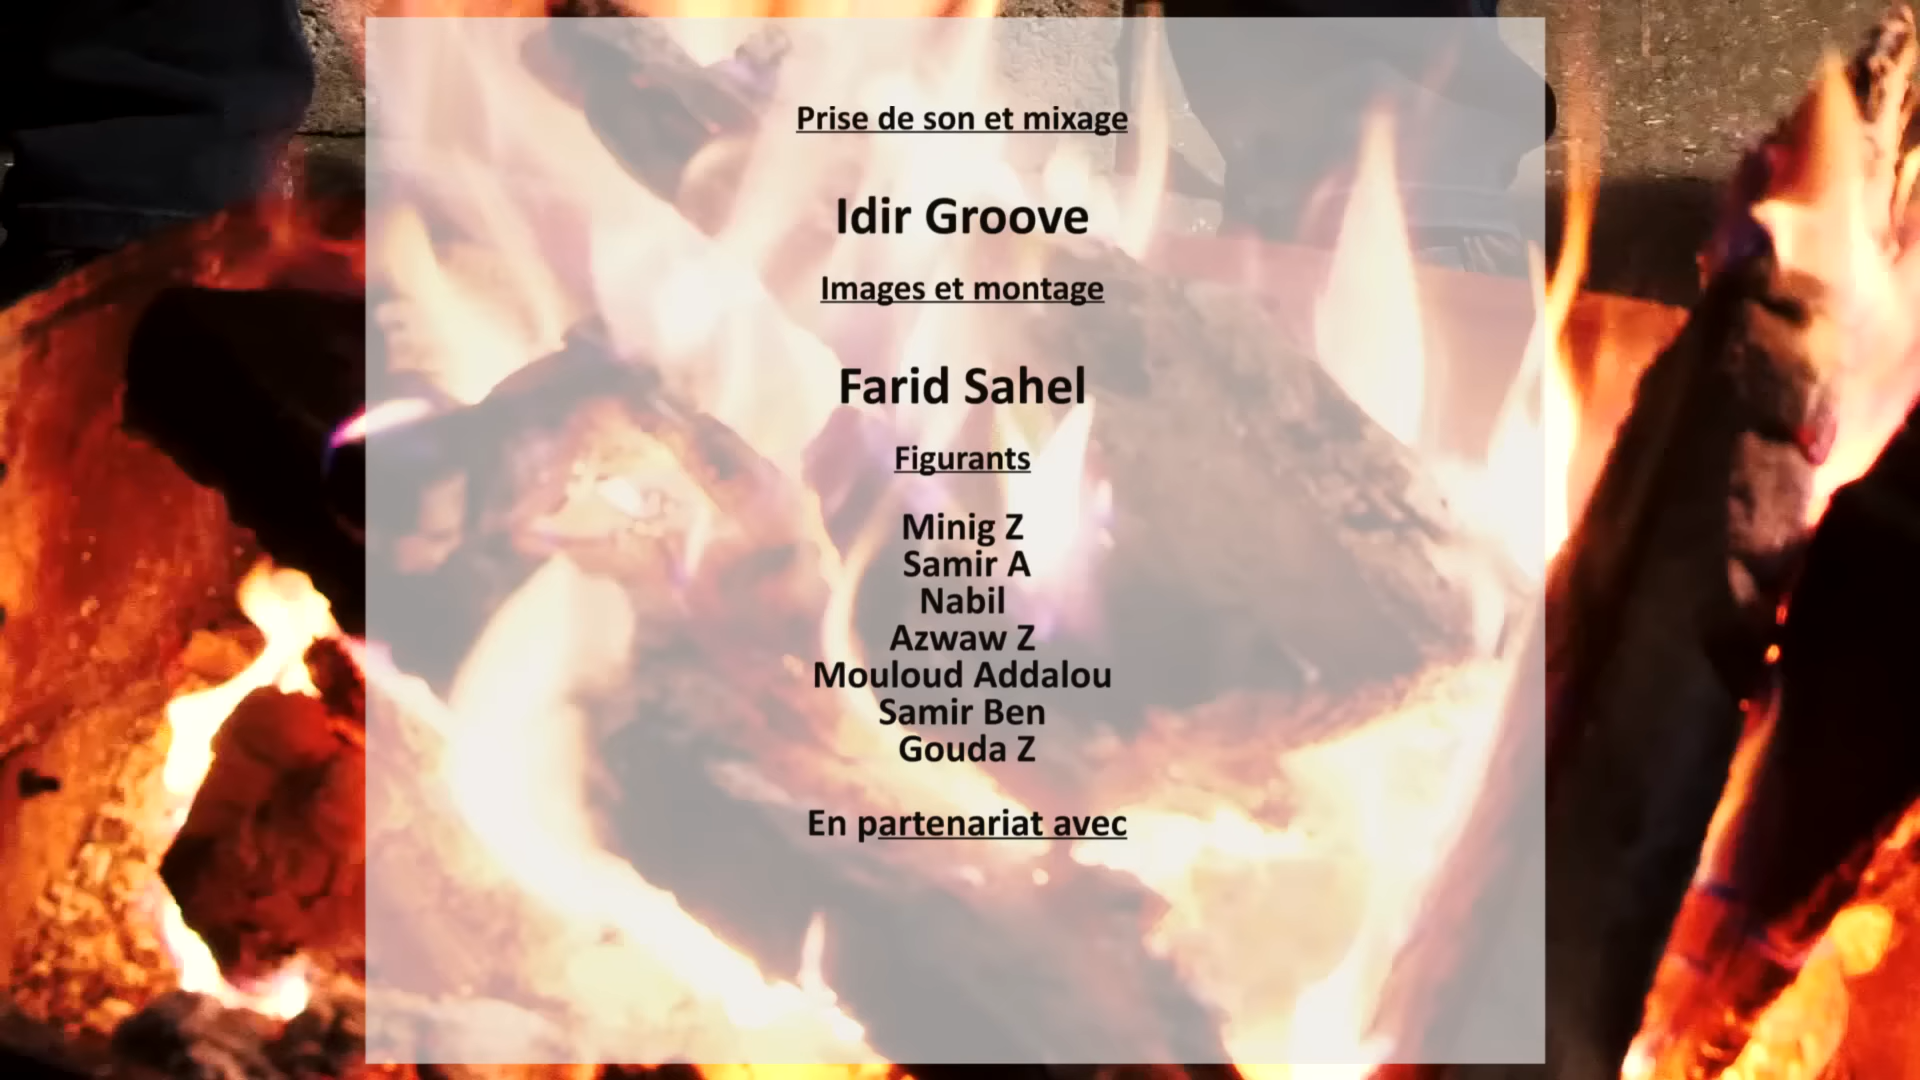 Prise de son et mixage
Idir Groove
Images et montage
Farid Sahel
Figurants
Minig Z
Samir A
Nabil
Azwaw Z
Mouloud Addalou
Samir Ben
Gouda Z
En partenariat avec